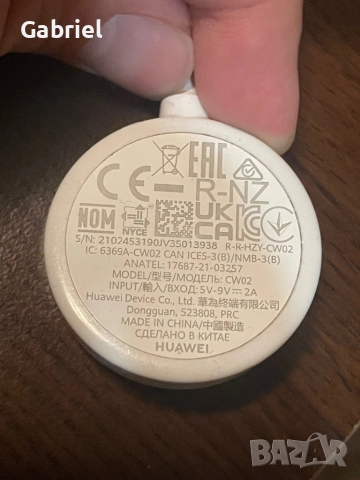 Gabriel
CE EAC
R-NZ
NOM NYCE UKCA KC
S/N: 2102453190JV35013938 R-R-HZY-CW02
IC: 6369A-CW02 CAN ICES-3(B)/NMB-3(B)
ANATEL: 17687-21-03257
MODEL/型号/МОДЕЛЬ: CW02
INPUT/輸入/ВХОД: 5V-9V⎓2A
Huawei Device Co., Ltd. 華為終端有限公司
Dongguan, 523808, PRC
MADE IN CHINA/中國製造
СДЕЛАНО В КИТАЕ
HUAWEI
BAZAR